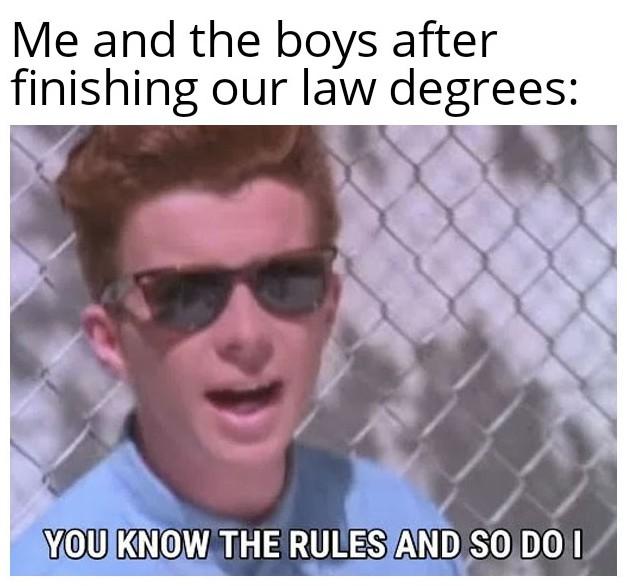 Me and the boys after
finishing our law degrees:
YOU KNOW THE RULES AND SO DO I